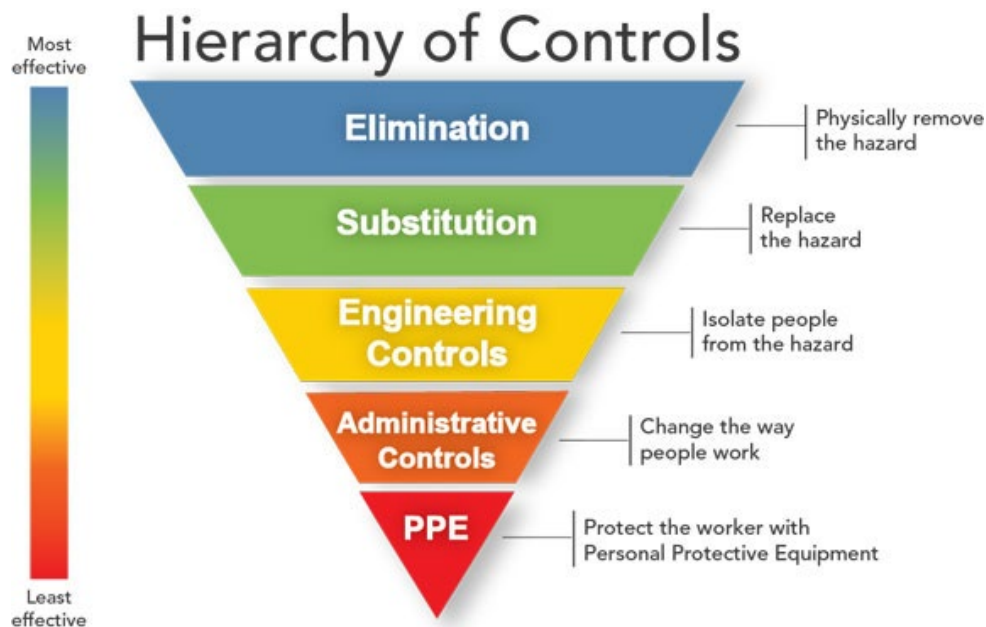 Hierarchy of Controls
Most
effective
Elimination
Physically remove
the hazard
Substitution
Replace
the hazard
Engineering
Controls
Isolate people
from the hazard
Administrative
Controls
Change the way
people work
PPE
Protect the worker with
Personal Protective Equipment
Least
effective